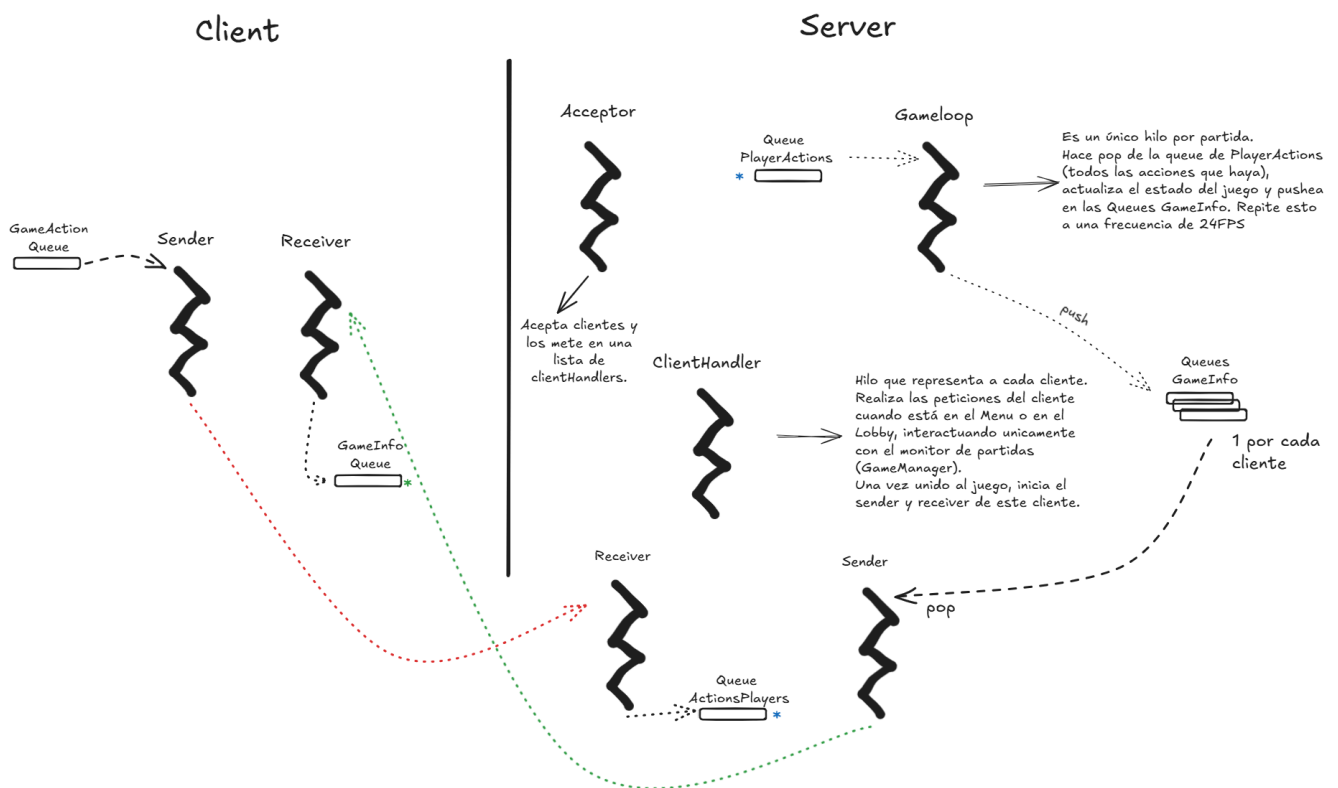 Client
Server
Acceptor
Gameloop
Queue
PlayerActions
*
Es un único hilo por partida.
Hace pop de la queue de PlayerActions
(todos las acciones que haya),
actualiza el estado del juego y pushea
en las Queues GameInfo. Repite esto
a una frecuencia de 24FPS
GameAction
Queue
Sender
Receiver
push
Acepta clientes y
los mete en una
lista de
clientHandlers.
ClientHandler
Queues
GameInfo
Hilo que representa a cada cliente.
Realiza las peticiones del cliente
cuando está en el Menu o en el
Lobby, interactuando unicamente
con el monitor de partidas
(GameManager).
Una vez unido al juego, inicia el
sender y receiver de este cliente.
1 por cada
cliente
GameInfo
Queue
*
Receiver
Sender
pop
Queue
ActionsPlayers
*